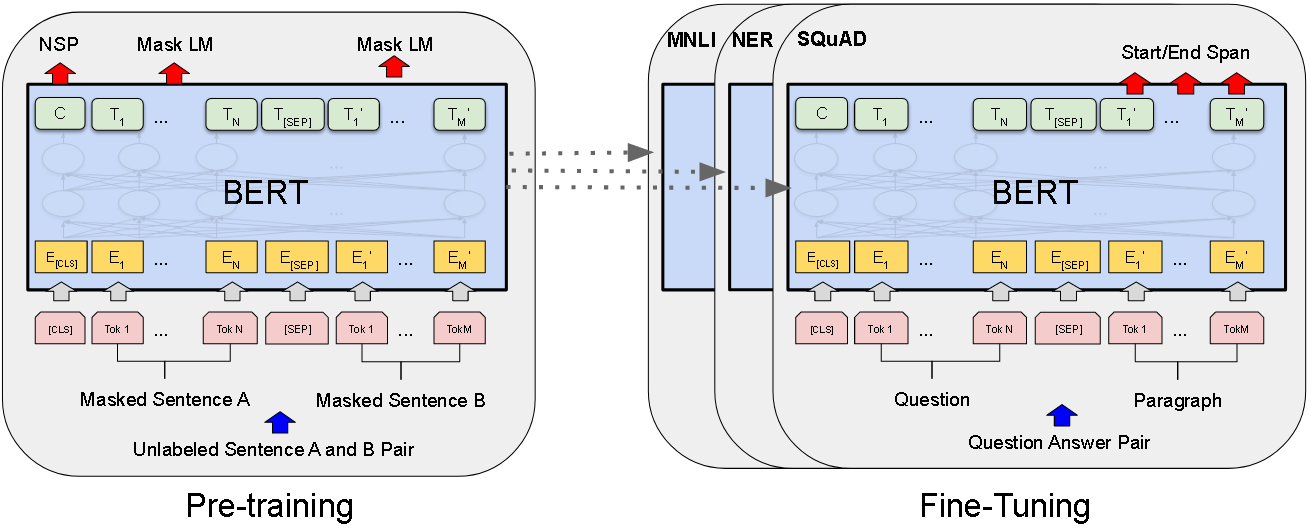 NSP Mask LM Mask LM
C T1 ... TN T[SEP] T1' ... TM'
...
BERT
...
E[CLS] E1 ... EN E[SEP] E1' ... EM'
[CLS] Tok 1 ... Tok N [SEP] Tok 1 ... TokM
Masked Sentence A Masked Sentence B
Unlabeled Sentence A and B Pair
Pre-training
MNLI NER SQuAD
Start/End Span
C T1 ... TN T[SEP] T1' ... TM'
...
BERT
...
E[CLS] E1 ... EN E[SEP] E1' ... EM'
[CLS] Tok 1 ... Tok N [SEP] Tok 1 ... TokM
Question Paragraph
Question Answer Pair
Fine-Tuning